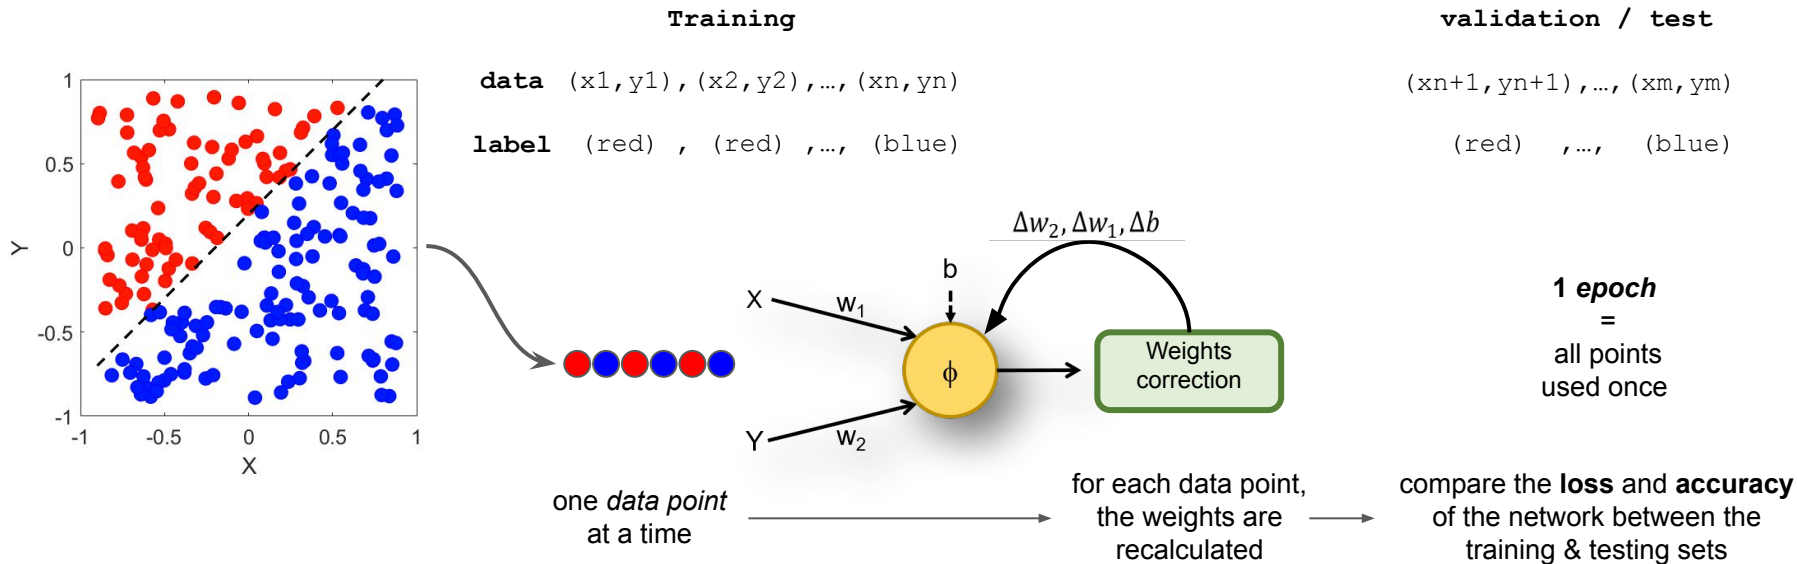 Training
validation / test
data (x1,y1),(x2,y2),…,(xn,yn)
(xn+1,yn+1),…,(xm,ym)
label (red) , (red) ,…, (blue)
(red) ,…, (blue)
1
0.5
0
-0.5
-1
Y
-1 -0.5 0 0.5 1
X
Δw₂, Δw₁, Δb
b
X
w₁
ϕ
Y
w₂
Weights
correction
1 epoch
=
all points
used once
one data point
at a time
for each data point,
the weights are
recalculated
compare the loss and accuracy
of the network between the
training & testing sets